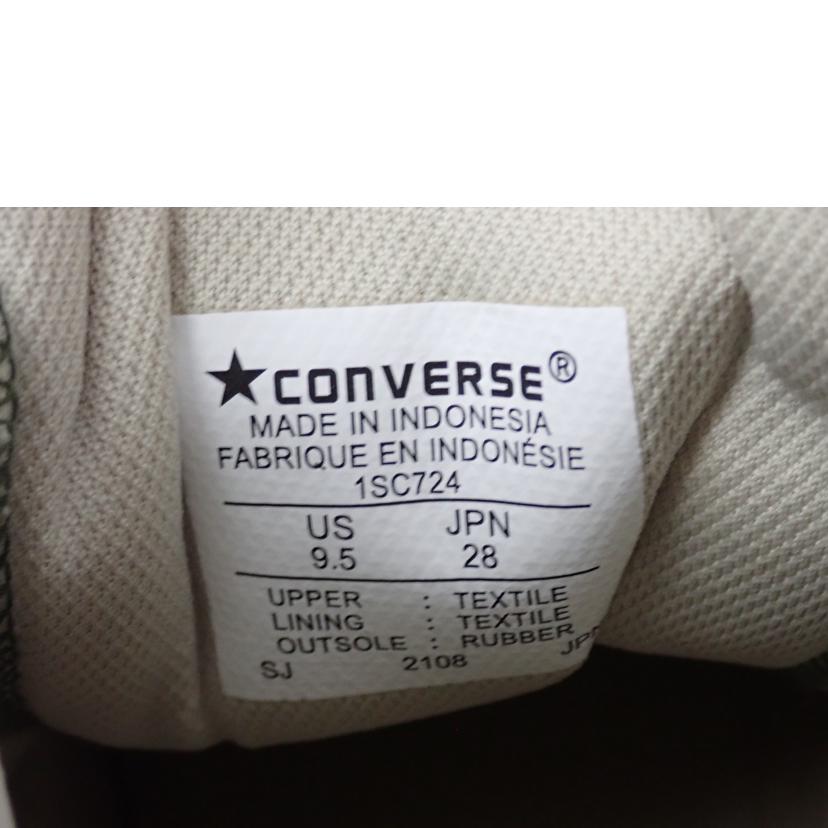 ★CONVERSE®
MADE IN INDONESIA
FABRIQUE EN INDONÉSIE
1SC724
US JPN
9.5 28
UPPER : TEXTILE
LINING : TEXTILE
OUTSOLE : RUBBER
SJ 2108